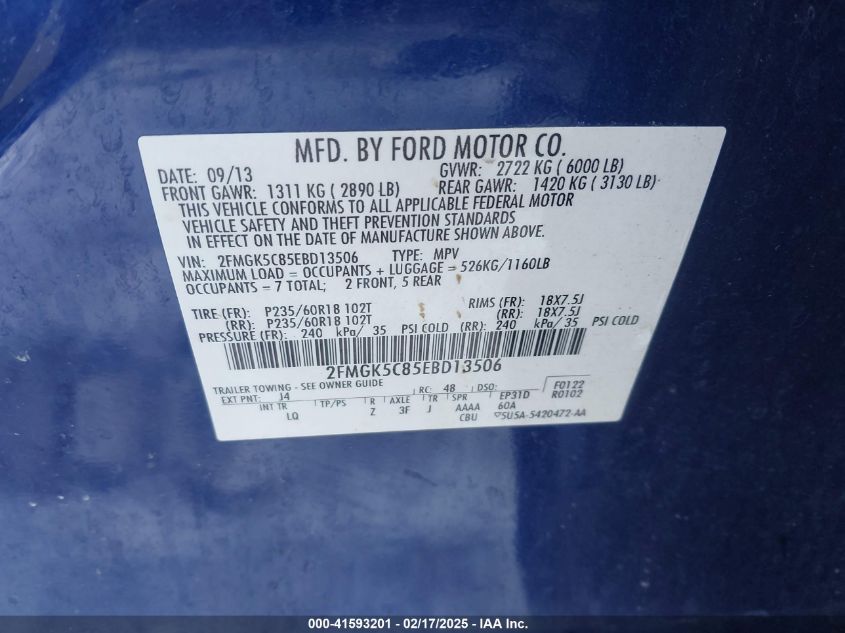 MFD. BY FORD MOTOR CO.
DATE: 09/13 GVWR: 2722 KG ( 6000 LB)
FRONT GAWR: 1311 KG ( 2890 LB) REAR GAWR: 1420 KG ( 3130 LB)
THIS VEHICLE CONFORMS TO ALL APPLICABLE FEDERAL MOTOR
VEHICLE SAFETY AND THEFT PREVENTION STANDARDS
IN EFFECT ON THE DATE OF MANUFACTURE SHOWN ABOVE.
VIN: 2FMGK5C85EBD13506 TYPE: MPV
MAXIMUM LOAD = OCCUPANTS + LUGGAGE = 526KG/1160LB
OCCUPANTS = 7 TOTAL; 2 FRONT, 5 REAR
TIRE (FR): P235/60R18 102T RIMS (FR): 18X7.5J
(RR): P235/60R18 102T (RR): 18X7.5J
PRESSURE (FR): 240 kPa/ 35 PSI COLD (RR): 240 kPa/ 35 PSI COLD
2FMGK5C85EBD13506
TRAILER TOWING - SEE OWNER GUIDE
EXT PNT: J4 RC: 48 DSO: F0122
INT TR TP/PS R AXLE TR SPR EP31D R0102
LQ Z 3F J AAAA 60A
CBU ▽5U5A-5420472-AA
000-41593201 - 02/17/2025 - IAA Inc.